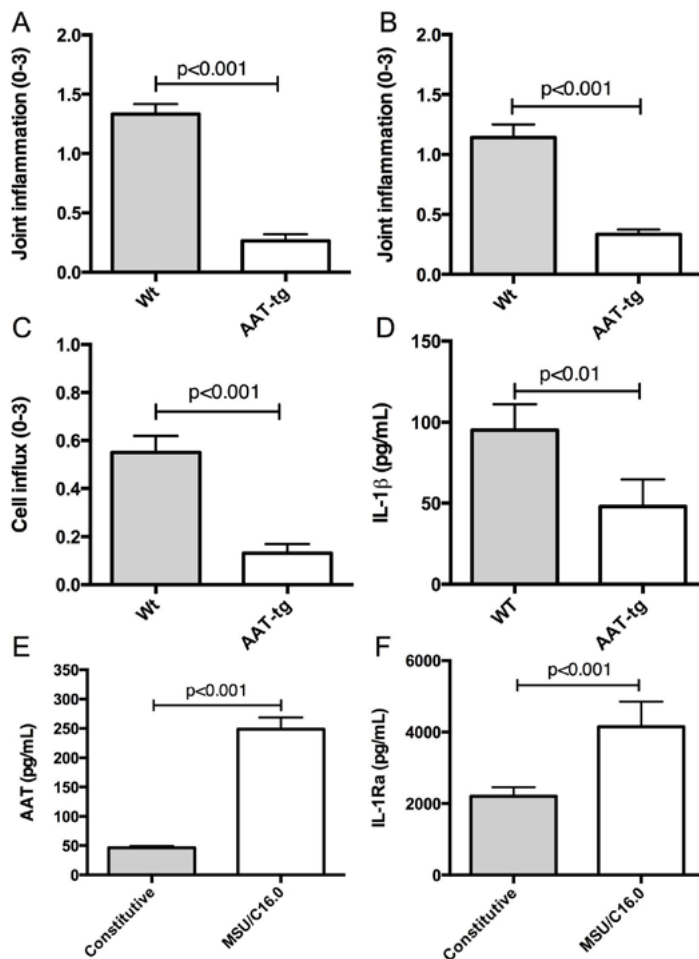 A
Joint inflammation (0-3)
2.0
1.5
1.0
0.5
0.0
p<0.001
Wt
AAT-tg
B
Joint inflammation (0-3)
2.0
1.5
1.0
0.5
0.0
p<0.001
Wt
AAT-tg
C
Cell influx (0-3)
1.0
0.8
0.6
0.4
0.2
0.0
p<0.001
Wt
AAT-tg
D
IL-1β (pg/mL)
150
100
50
0
p<0.01
WT
AAT-tg
E
AAT (pg/mL)
350
300
250
200
150
100
50
0
p<0.001
Constitutive
MSU/C16.0
F
IL-1Ra (pg/mL)
6000
4000
2000
0
p<0.001
Constitutive
MSU/C16.0